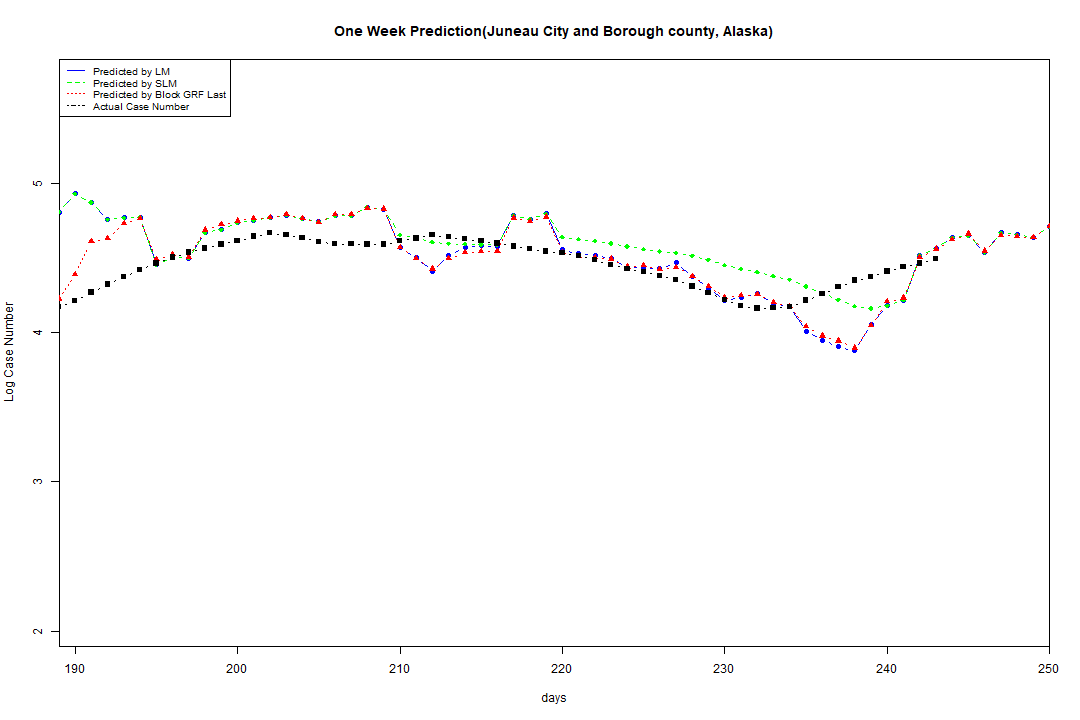 One Week Prediction(Juneau City and Borough county, Alaska)
Predicted by LM
Predicted by SLM
Predicted by Block GRF Last
Actual Case Number
5
4
3
2
Log Case Number
190 200 210 220 230 240 250
days